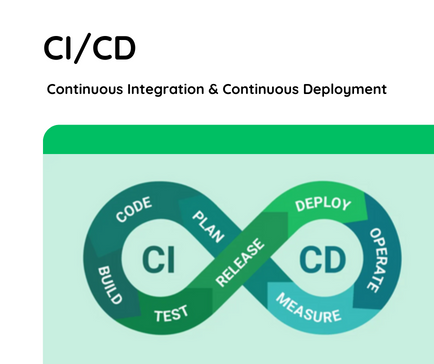 CI/CD
Continuous Integration & Continuous Deployment
CODE
PLAN
DEPLOY
OPERATE
CI
CD
BUILD
RELEASE
TEST
MEASURE